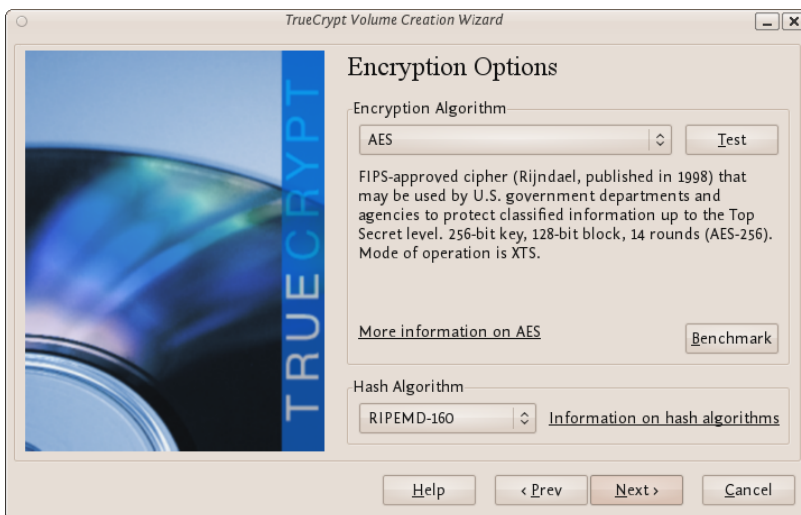 TrueCrypt Volume Creation Wizard
TRUECRYPT
Encryption Options
Encryption Algorithm
AES
Test
FIPS-approved cipher (Rijndael, published in 1998) that
may be used by U.S. government departments and
agencies to protect classified information up to the Top
Secret level. 256-bit key, 128-bit block, 14 rounds (AES-256).
Mode of operation is XTS.
More information on AES
Benchmark
Hash Algorithm
RIPEMD-160
Information on hash algorithms
Help
< Prev
Next >
Cancel